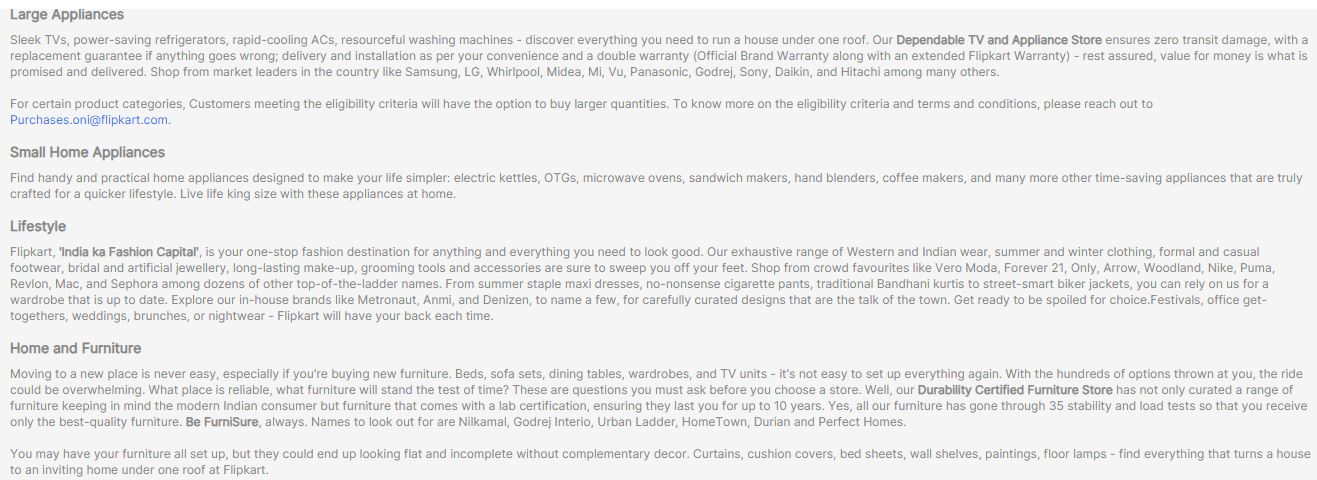 Large Appliances
Sleek TVs, power-saving refrigerators, rapid-cooling ACs, resourceful washing machines - discover everything you need to run a house under one roof. Our Dependable TV and Appliance Store ensures zero transit damage, with a
replacement guarantee if anything goes wrong; delivery and installation as per your convenience and a double warranty (Official Brand Warranty along with an extended Flipkart Warranty) - rest assured, value for money is what is
promised and delivered. Shop from market leaders in the country like Samsung, LG, Whirlpool, Midea, Mi, Vu, Panasonic, Godrej, Sony, Daikin, and Hitachi among many others.
For certain product categories, Customers meeting the eligibility criteria will have the option to buy larger quantities. To know more on the eligibility criteria and terms and conditions, please reach out to
Purchases.oni@flipkart.com.
Small Home Appliances
Find handy and practical home appliances designed to make your life simpler: electric kettles, OTGs, microwave ovens, sandwich makers, hand blenders, coffee makers, and many more other time-saving appliances that are truly
crafted for a quicker lifestyle. Live life king size with these appliances at home.
Lifestyle
Flipkart, 'India ka Fashion Capital', is your one-stop fashion destination for anything and everything you need to look good. Our exhaustive range of Western and Indian wear, summer and winter clothing, formal and casual
footwear, bridal and artificial jewellery, long-lasting make-up, grooming tools and accessories are sure to sweep you off your feet. Shop from crowd favourites like Vero Moda, Forever 21, Only, Arrow, Woodland, Nike, Puma,
Revlon, Mac, and Sephora among dozens of other top-of-the-ladder names. From summer staple maxi dresses, no-nonsense cigarette pants, traditional Bandhani kurtis to street-smart biker jackets, you can rely on us for a
wardrobe that is up to date. Explore our in-house brands like Metronaut, Anmi, and Denizen, to name a few, for carefully curated designs that are the talk of the town. Get ready to be spoiled for choice.Festivals, office get-
togethers, weddings, brunches, or nightwear - Flipkart will have your back each time.
Home and Furniture
Moving to a new place is never easy, especially if you're buying new furniture. Beds, sofa sets, dining tables, wardrobes, and TV units - it's not easy to set up everything again. With the hundreds of options thrown at you, the ride
could be overwhelming. What place is reliable, what furniture will stand the test of time? These are questions you must ask before you choose a store. Well, our Durability Certified Furniture Store has not only curated a range of
furniture keeping in mind the modern Indian consumer but furniture that comes with a lab certification, ensuring they last you for up to 10 years. Yes, all our furniture has gone through 35 stability and load tests so that you receive
only the best-quality furniture. Be FurniSure, always. Names to look out for are Nilkamal, Godrej Interio, Urban Ladder, HomeTown, Durian and Perfect Homes.
You may have your furniture all set up, but they could end up looking flat and incomplete without complementary decor. Curtains, cushion covers, bed sheets, wall shelves, paintings, floor lamps - find everything that turns a house
to an inviting home under one roof at Flipkart.